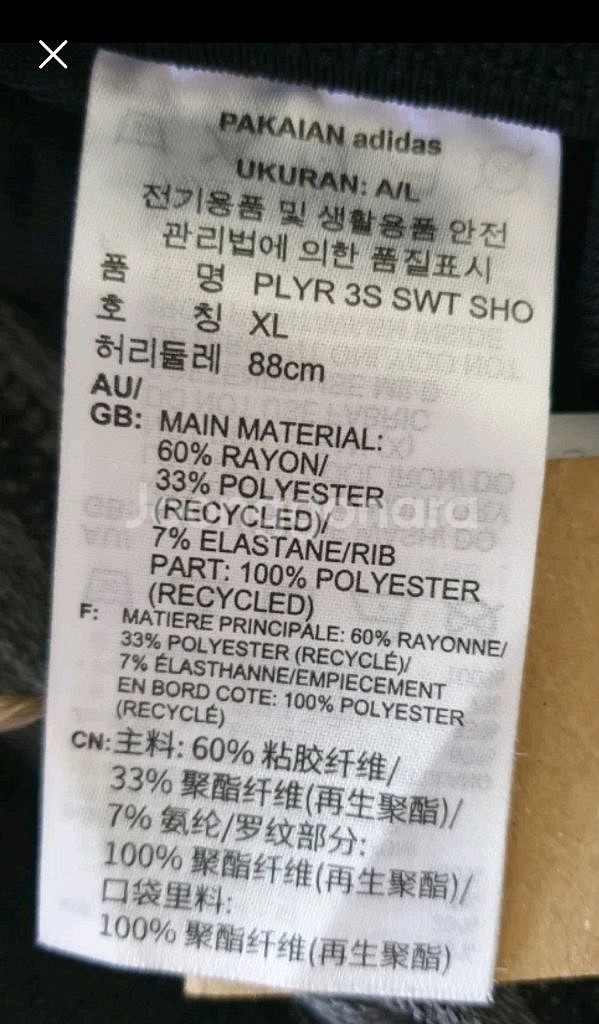 PAKAIAN adidas
UKURAN: A/L
전기용품 및 생활용품 안전
관리법에 의한 품질표시
품 명 PLYR 3S SWT SHO
호 칭 XL
허리둘레 88cm
AU/
GB: MAIN MATERIAL:
60% RAYON/
33% POLYESTER
(RECYCLED)/
7% ELASTANE/RIB
PART: 100% POLYESTER
(RECYCLED)
F: MATIERE PRINCIPALE: 60% RAYONNE/
33% POLYESTER (RECYCLÉ)/
7% ÉLASTHANNE/EMPIECEMENT
EN BORD COTE: 100% POLYESTER
(RECYCLÉ)
CN: 主料: 60% 粘胶纤维/
33% 聚酯纤维(再生聚酯)/
7% 氨纶/罗纹部分:
100% 聚酯纤维(再生聚酯)/
口袋里料:
100% 聚酯纤维(再生聚酯)